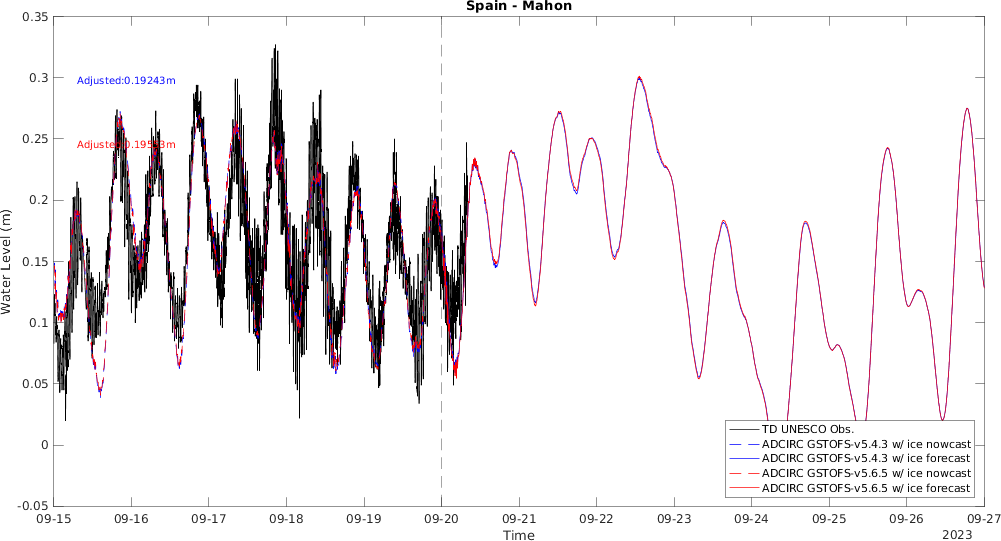 Spain - Mahon
0.35
0.3
0.25
0.2
0.15
0.1
0.05
0
-0.05
Water Level (m)
Adjusted:0.19243m
TD UNESCO Obs.
ADCIRC GSTOFS-v5.4.3 w/ ice nowcast
ADCIRC GSTOFS-v5.4.3 w/ ice forecast
ADCIRC GSTOFS-v5.6.5 w/ ice nowcast
ADCIRC GSTOFS-v5.6.5 w/ ice forecast
09-15 09-16 09-17 09-18 09-19 09-20 09-21 09-22 09-23 09-24 09-25 09-26 09-27
Time
2023